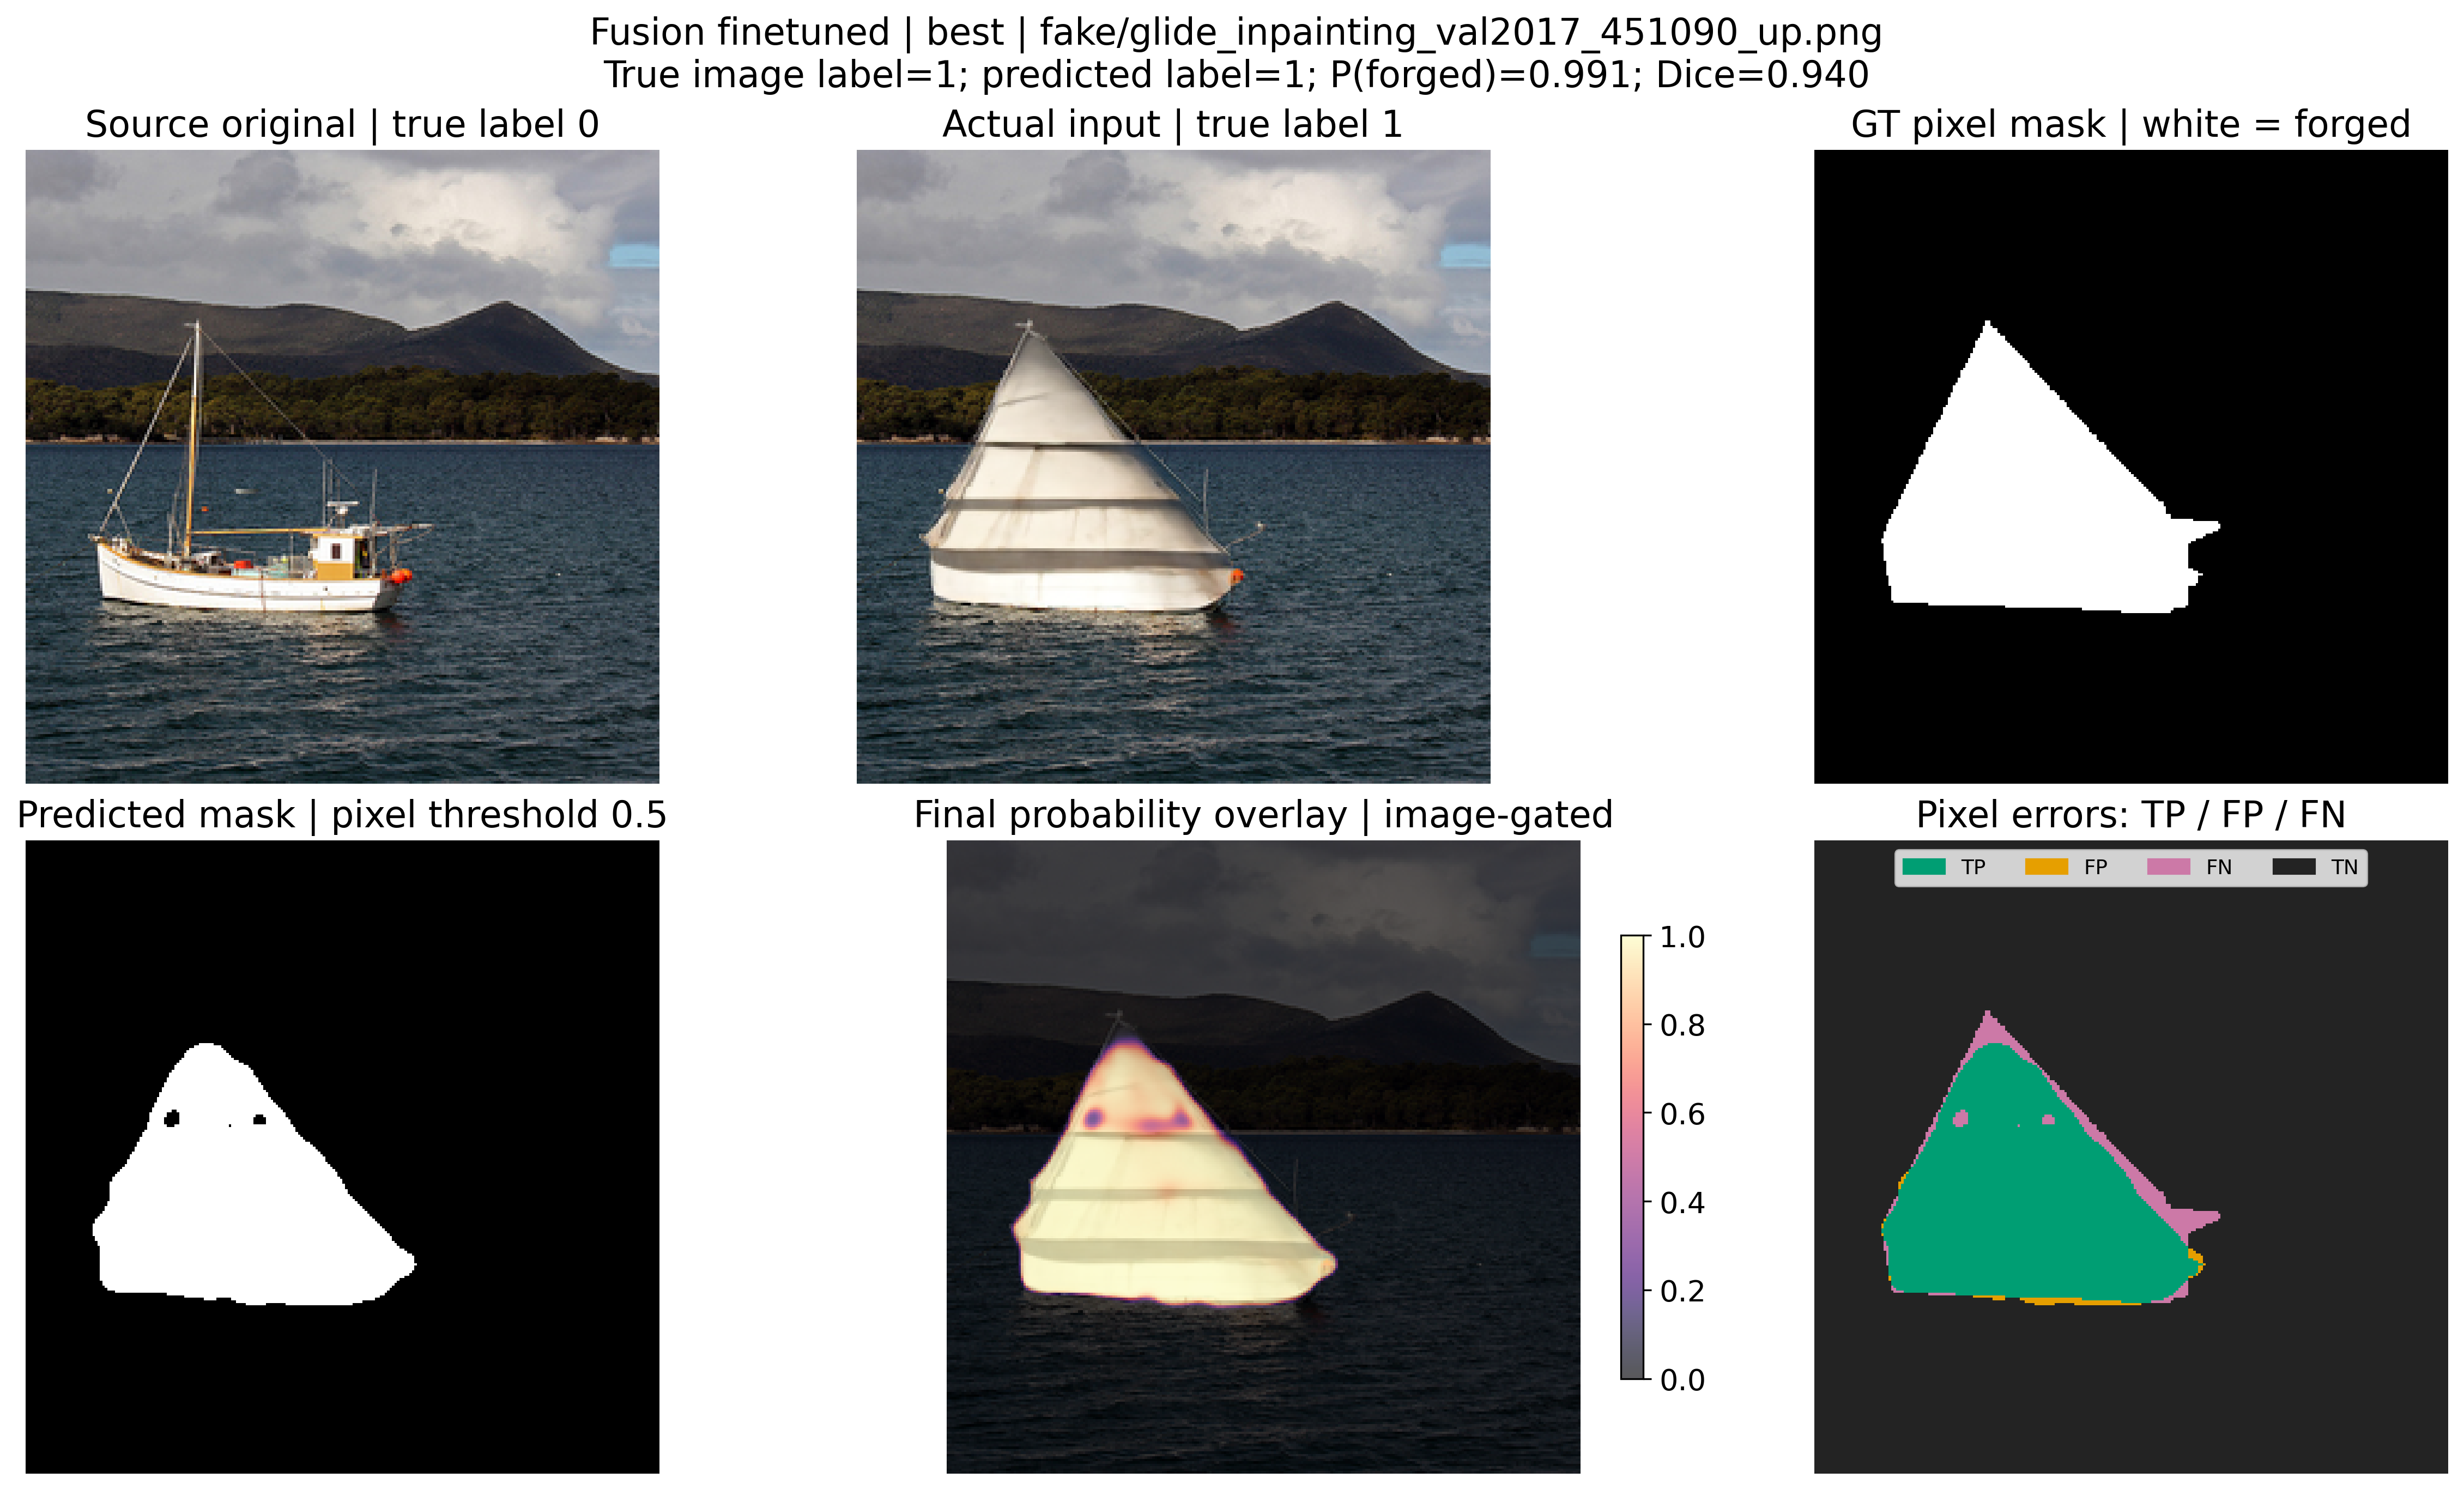 Fusion finetuned | best | fake/glide_inpainting_val2017_451090_up.png
True image label=1; predicted label=1; P(forged)=0.991; Dice=0.940
Source original | true label 0
Actual input | true label 1
GT pixel mask | white = forged
Predicted mask | pixel threshold 0.5
Final probability overlay | image-gated
1.0
0.8
0.6
0.4
0.2
0.0
Pixel errors: TP / FP / FN
TP FP FN TN